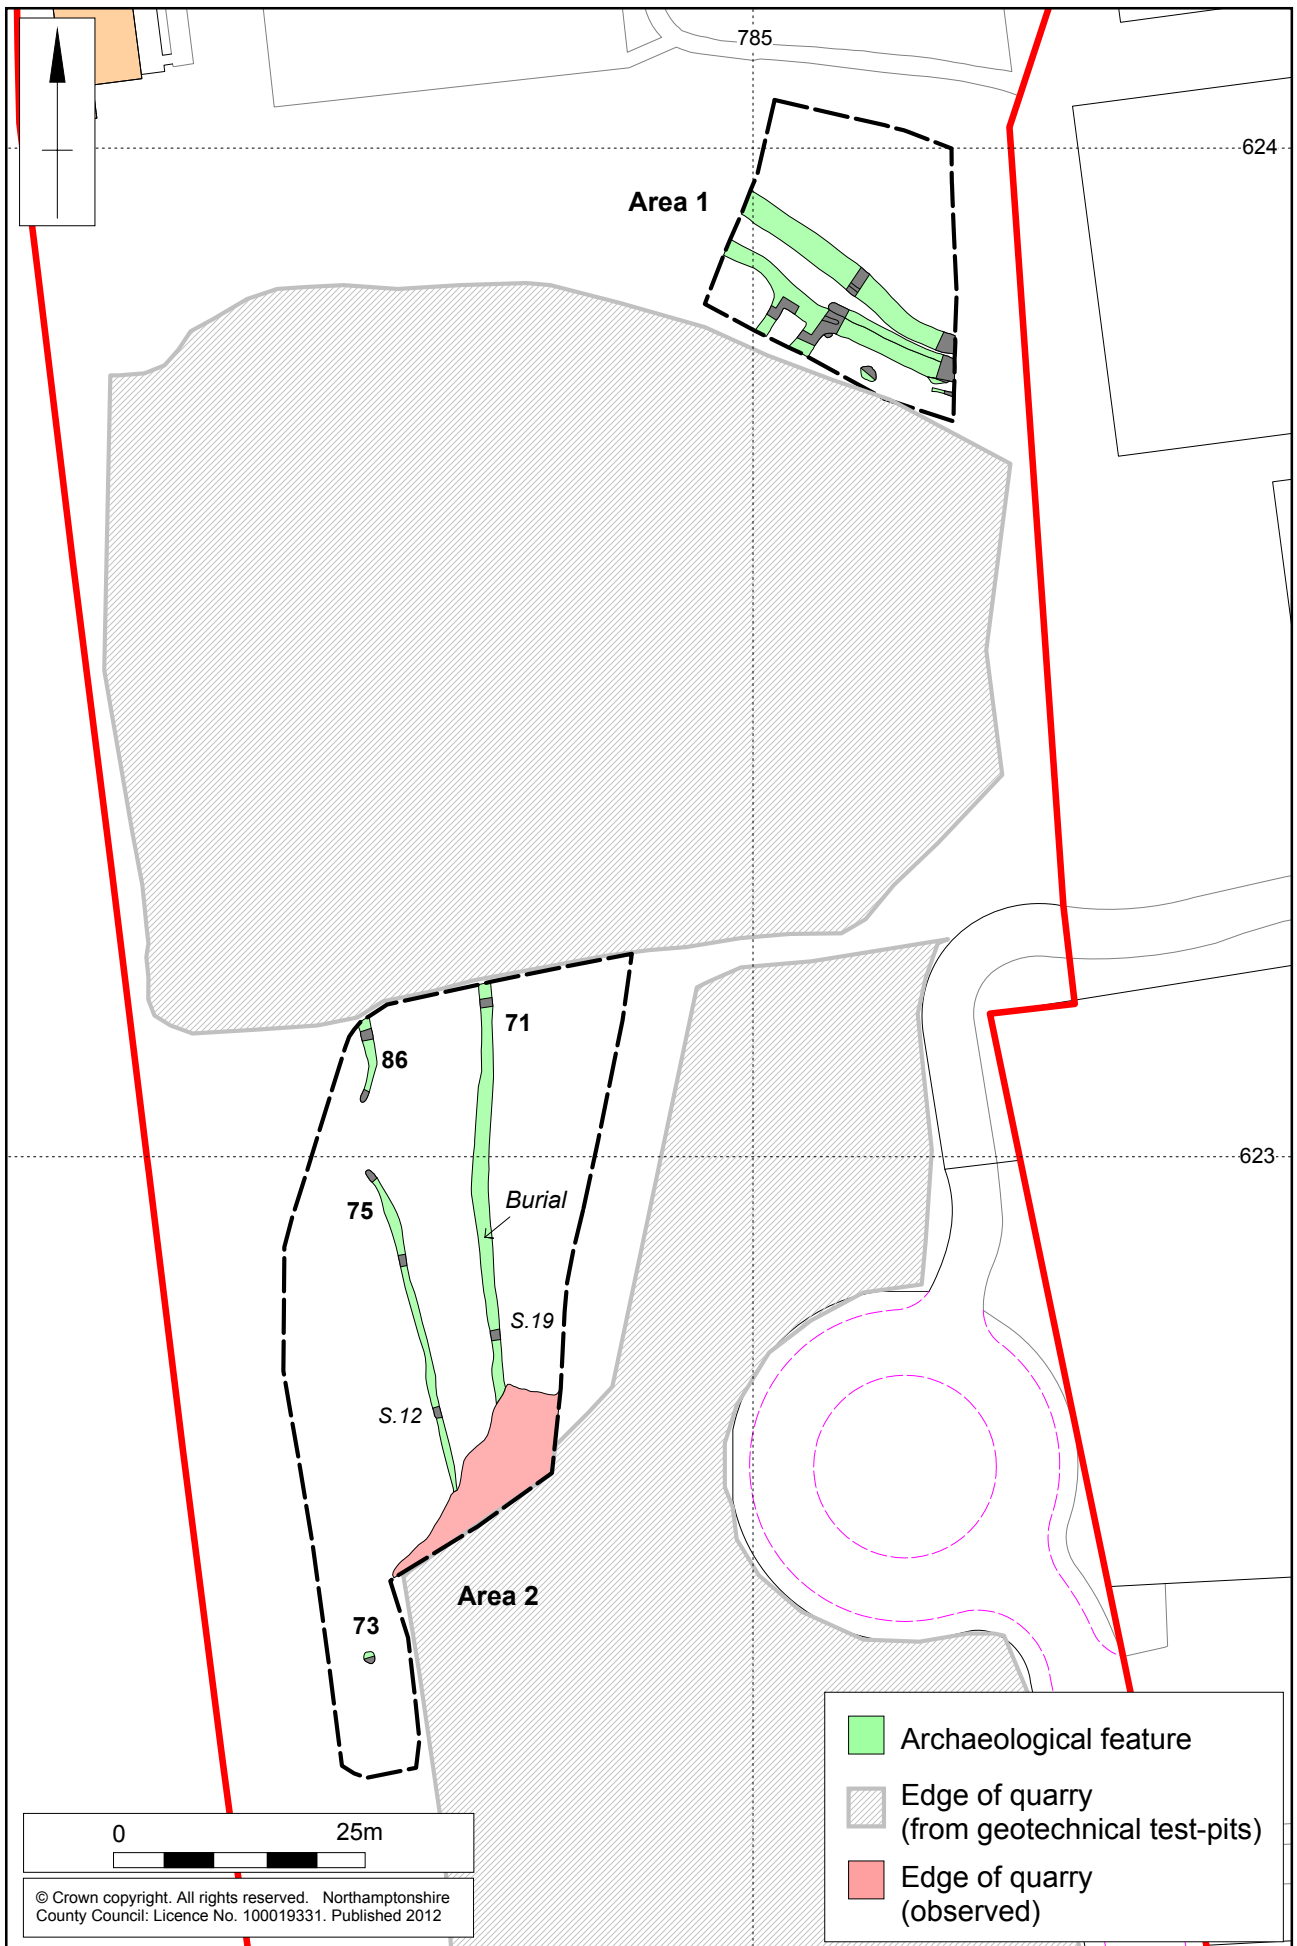 785
624
Area 1
71
86
623
75
Burial
S.19
S.12
Area 2
73
Archaeological feature
Edge of quarry
(from geotechnical test-pits)
Edge of quarry
(observed)
0 25m
© Crown copyright. All rights reserved. Northamptonshire
County Council: Licence No. 100019331. Published 2012